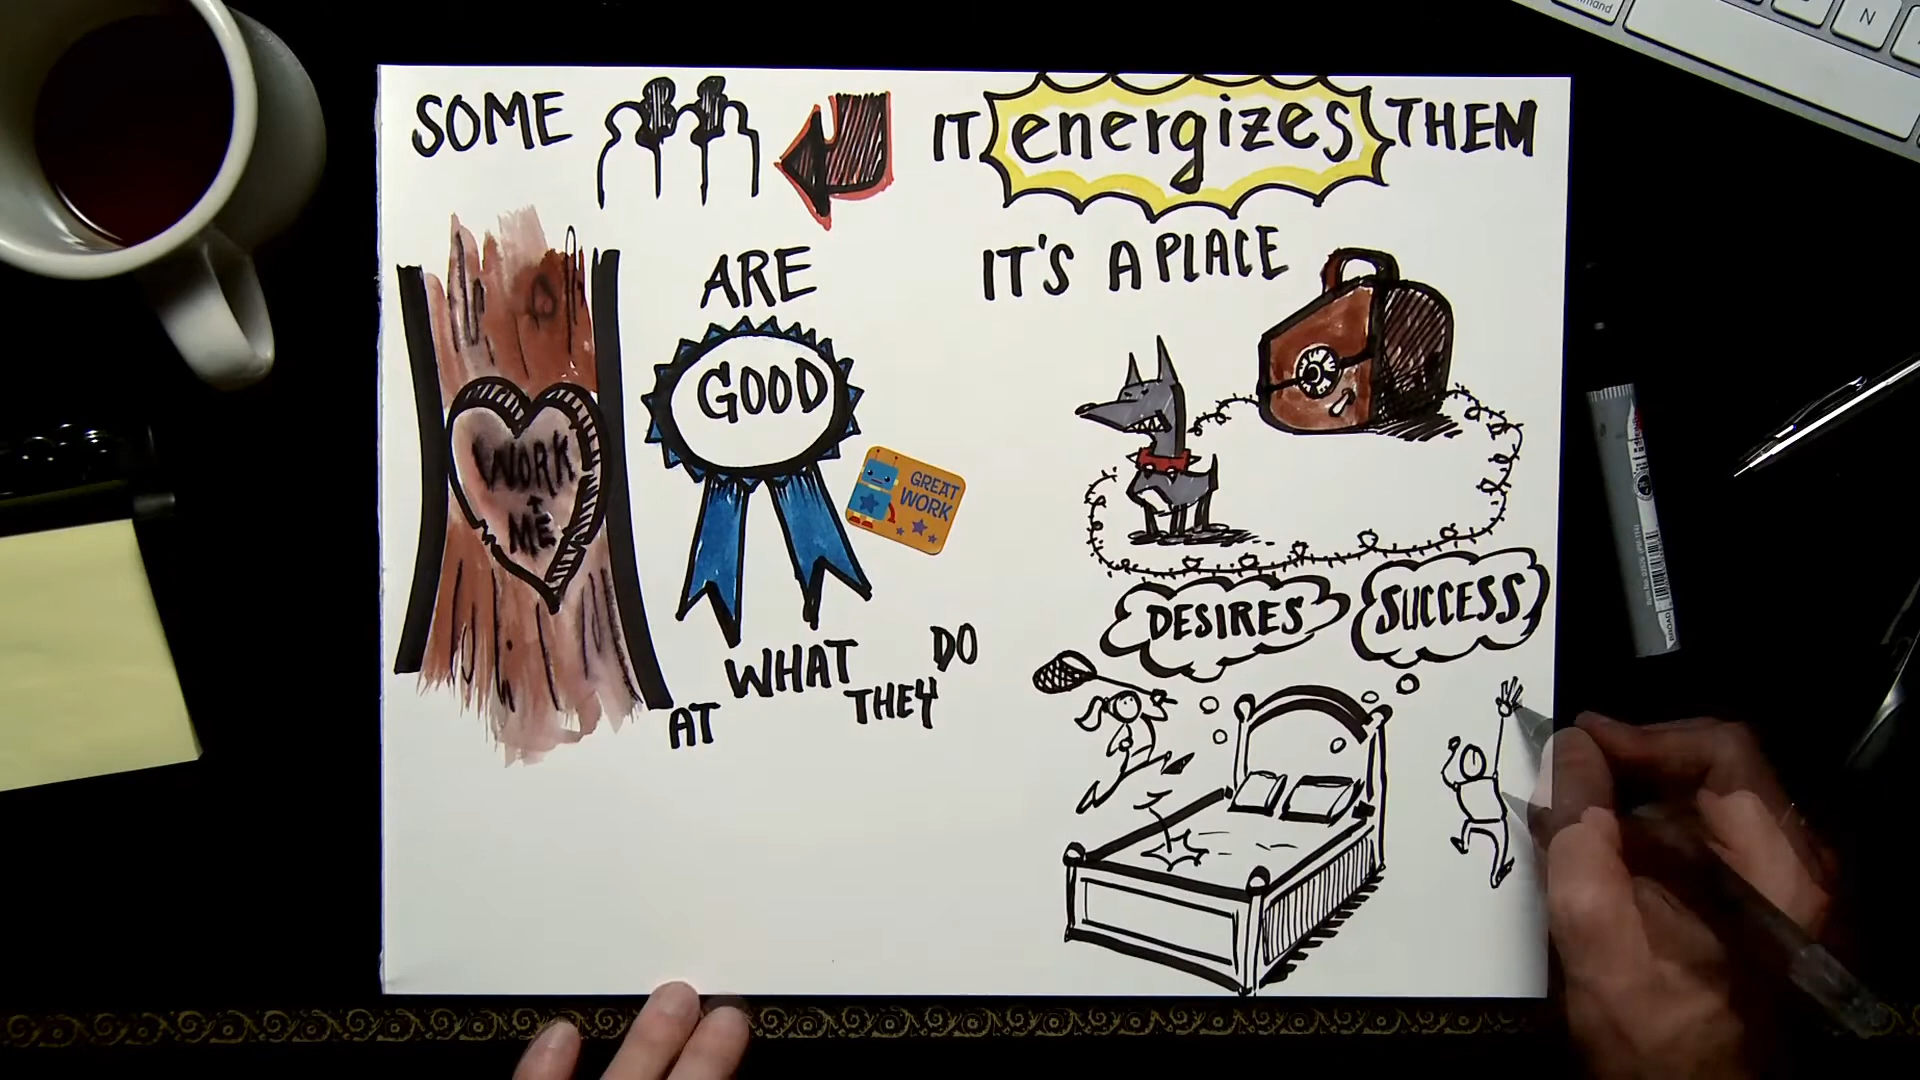 SOME
IT energizes THEM
IT'S A PLACE
WORK
ME
ARE
GOOD
GREAT
WORK
AT WHAT THEY DO
DESIRES
SUCCESS
N